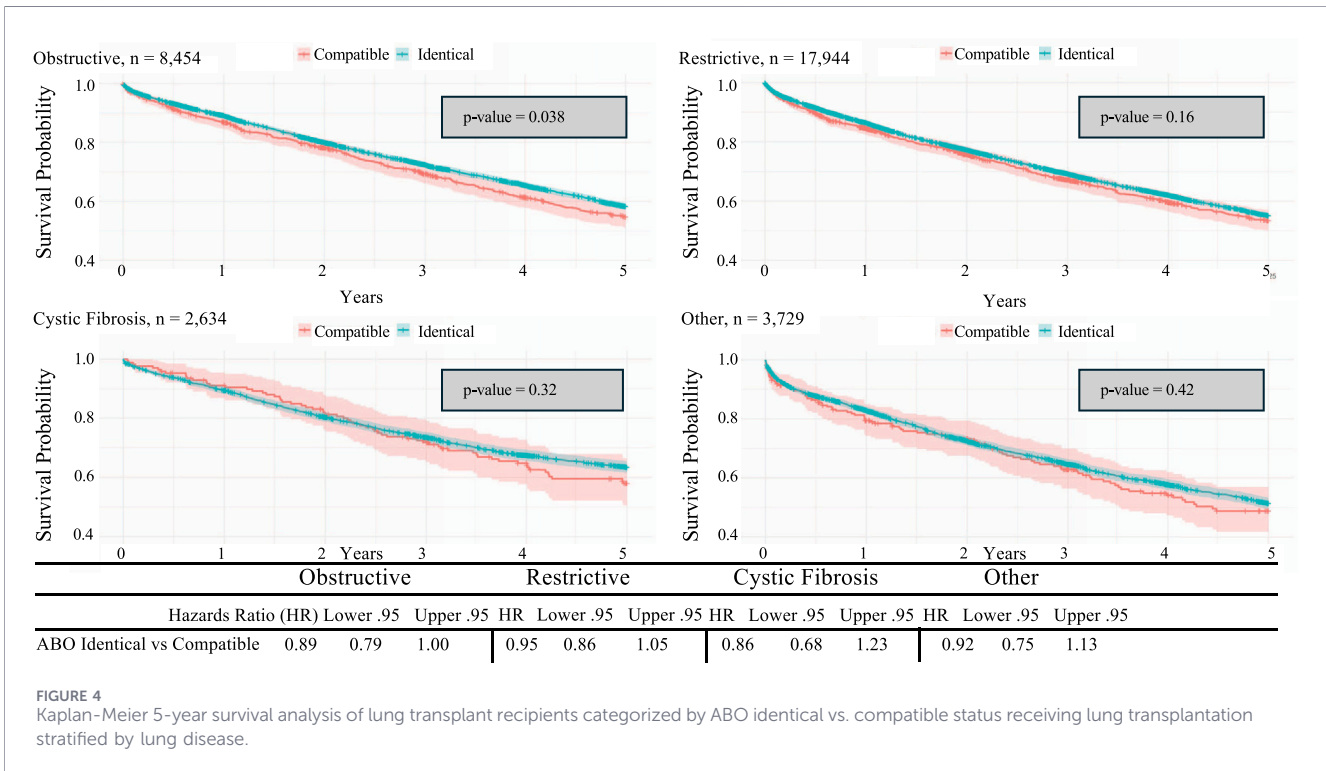 Obstructive, n = 8,454
Compatible Identical
Survival Probability
1.0
0.8
0.6
0.4
p-value = 0.038
0 1 2 3 4 5
Years
Restrictive, n = 17,944
Compatible Identical
Survival Probability
1.0
0.8
0.6
0.4
p-value = 0.16
0 1 2 3 4 5
Years
Cystic Fibrosis, n = 2,634
Compatible Identical
Survival Probability
1.0
0.8
0.6
0.4
p-value = 0.32
0 1 2 Years 3 4 5
Other, n = 3,729
Compatible Identical
Survival Probability
1.0
0.8
0.6
0.4
p-value = 0.42
0 1 2 Years 3 4 5
Obstructive Restrictive Cystic Fibrosis Other
Hazards Ratio (HR) Lower .95 Upper .95 HR Lower .95 Upper .95 HR Lower .95 Upper .95 HR Lower .95 Upper .95
ABO Identical vs Compatible 0.89 0.79 1.00 0.95 0.86 1.05 0.86 0.68 1.23 0.92 0.75 1.13
FIGURE 4
Kaplan-Meier 5-year survival analysis of lung transplant recipients categorized by ABO identical vs. compatible status receiving lung transplantation
stratified by lung disease.